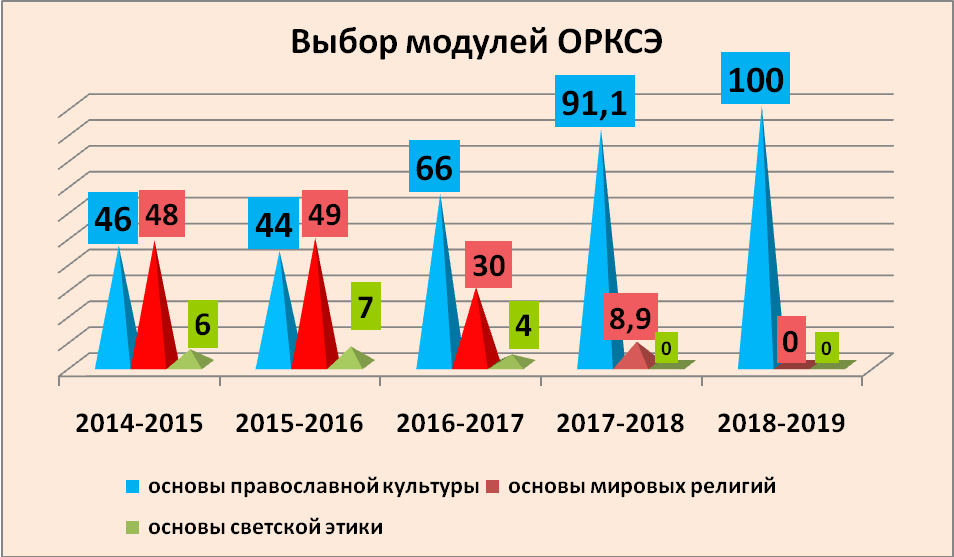 Выбор модулей ОРКСЭ
46 48 6
44 49 7
66 30 4
91,1 8,9 0
100 0 0
2014-2015 2015-2016 2016-2017 2017-2018 2018-2019
основы православной культуры основы мировых религий
основы светской этики